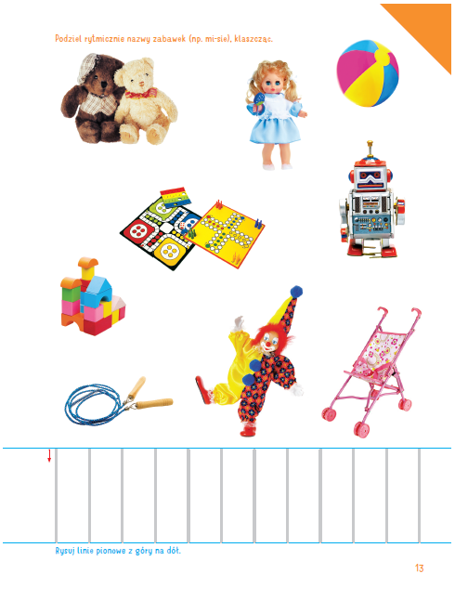 Podziel rytmicznie nazwy zabawek (np. mi-sie), klaszcząc.
Rysuj linie pionowe z góry na dół.
13